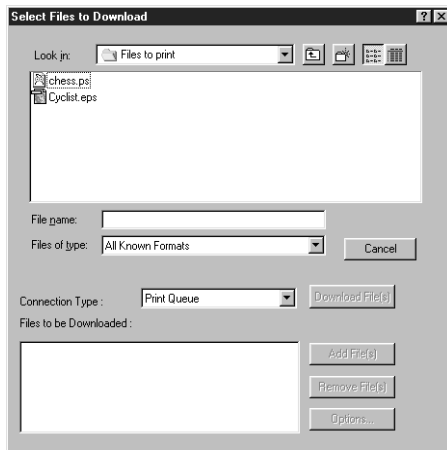 Select Files to Download
Look in: Files to print
chess.ps
Cyclist.eps
File name:
Files of type: All Known Formats
Cancel
Connection Type : Print Queue
Download File(s)
Files to be Downloaded :
Add File(s)
Remove File(s)
Options...